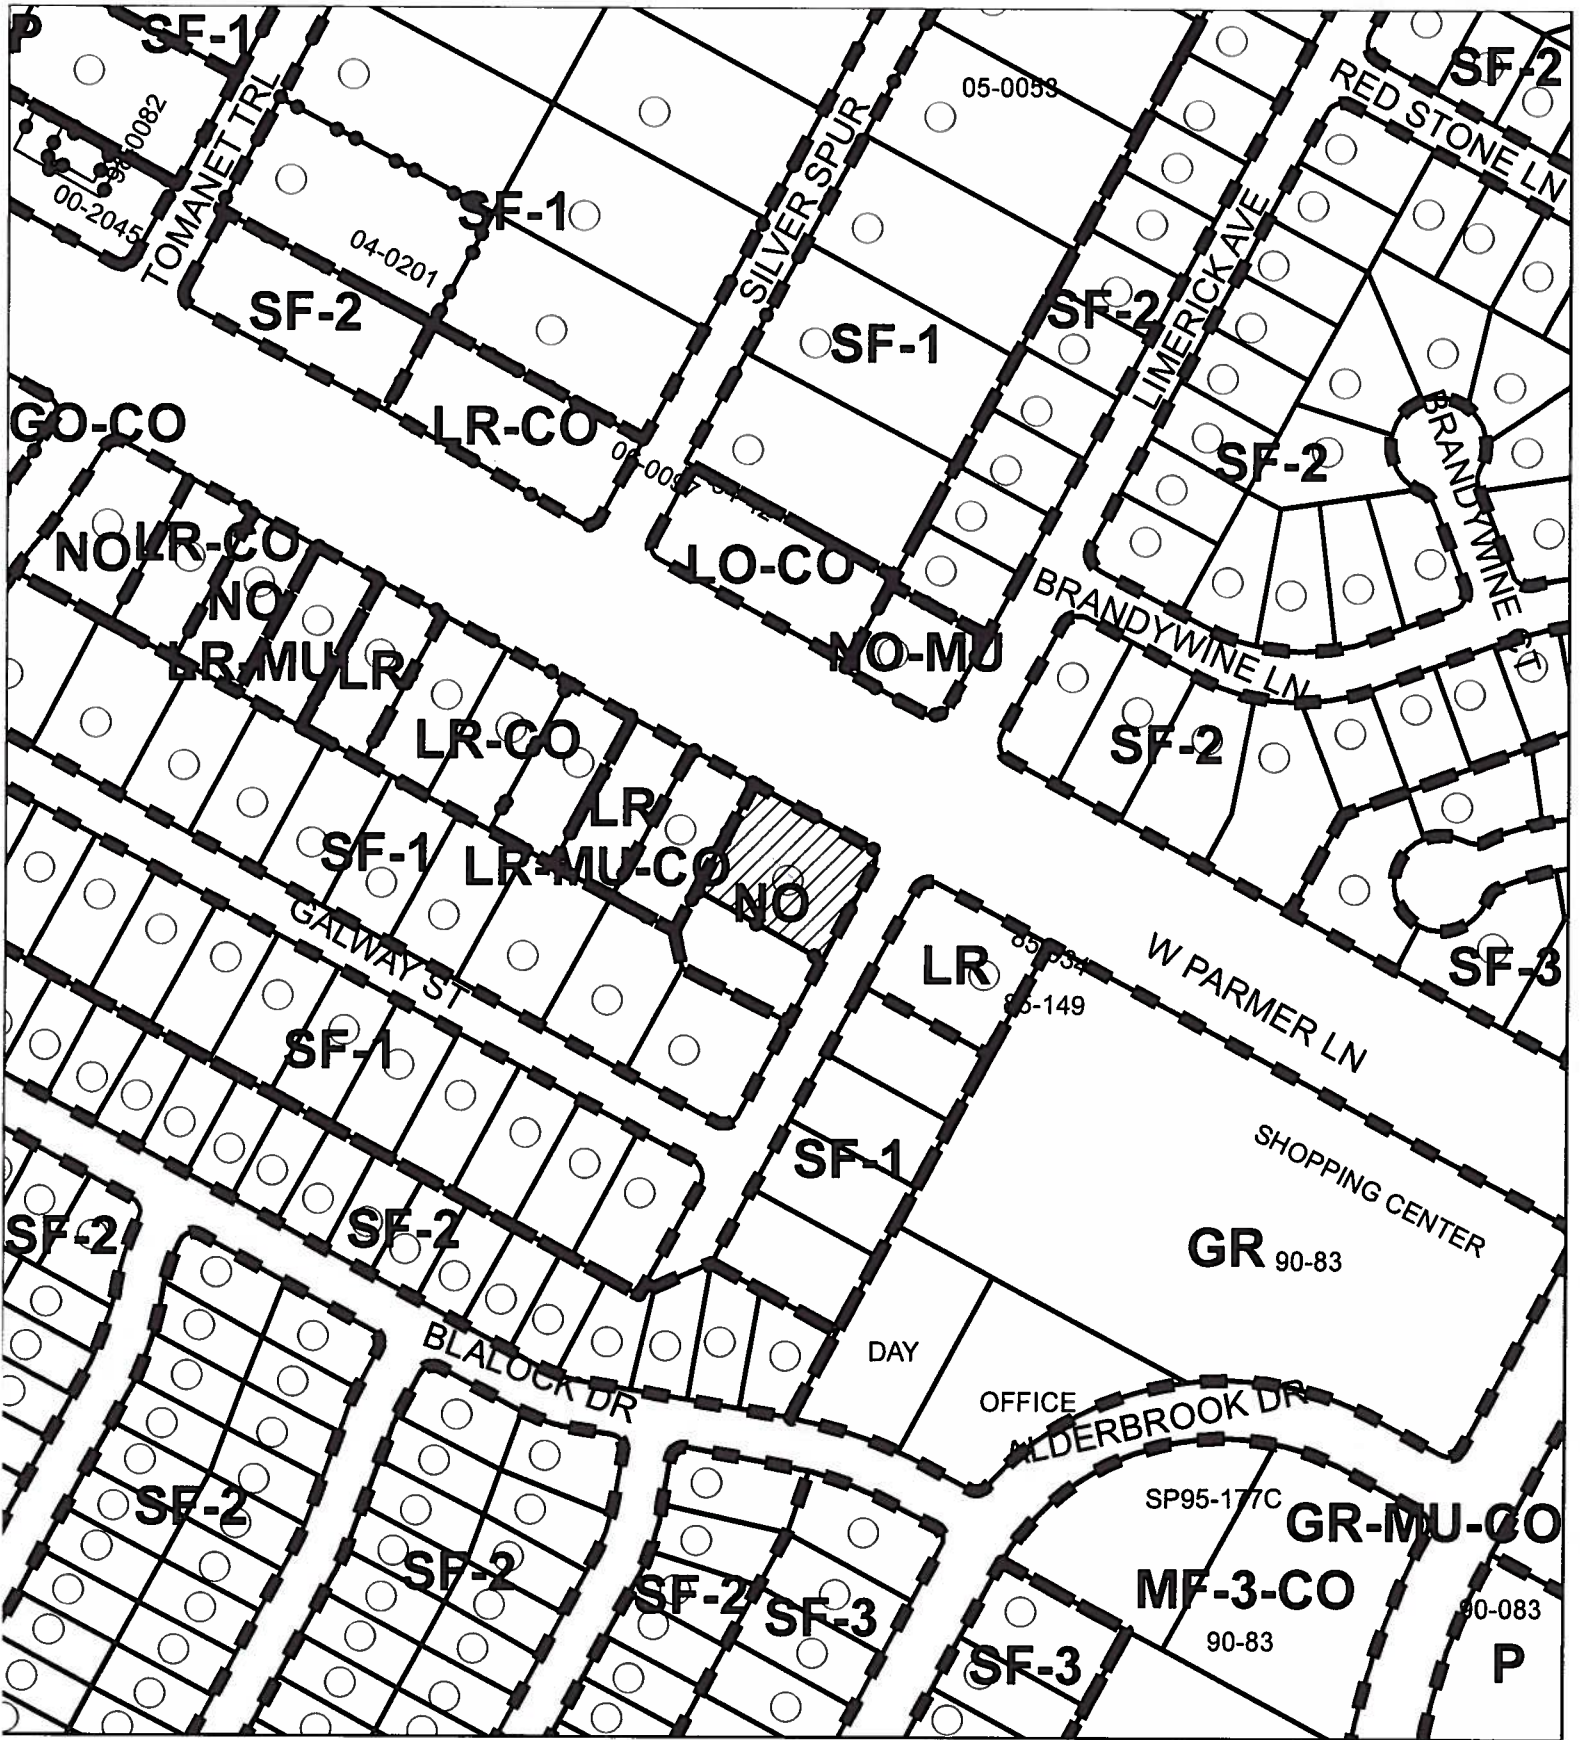 P
SF-1
SF-2
RED STONE LN
05-0053
TOMANET TRL
00-2045
SF-1
04-0201
SILVER SPUR
SF-2
SF-1
SF-2
LIMERICK AVE
GO-CO
LR-CO
BRANDYWINE CT
SF-2
NO
LR-CO
NO
LO-CO
BRANDYWINE LN
LR-MU
LR
NO-MU
LR-CO
SF-2
LR
SF-1
LR-MU-CO
NO
GALWAY ST
LR
W PARMER LN
SF-3
85-149
SF-1
SF-1
SHOPPING CENTER
SF-2
SF-2
GR 90-83
BLALOCK DR
DAY
OFFICE
ALDERBROOK DR
SF-2
SP95-177C
GR-MU-CO
SF-2
SF-2
SF-3
MF-3-CO
90-083
90-83
SF-3
P